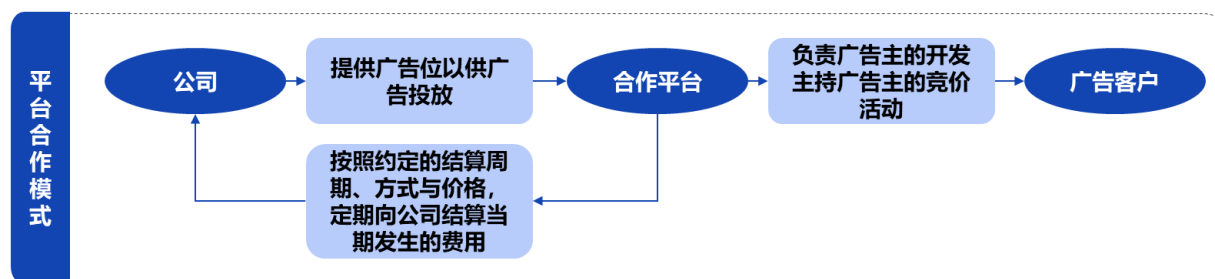 平台合作模式
公司
提供广告位以供广
告投放
合作平台
负责广告主的开发
主持广告主的竞价
活动
广告客户
按照约定的结算周
期、方式与价格，
定期向公司结算当
期发生的费用